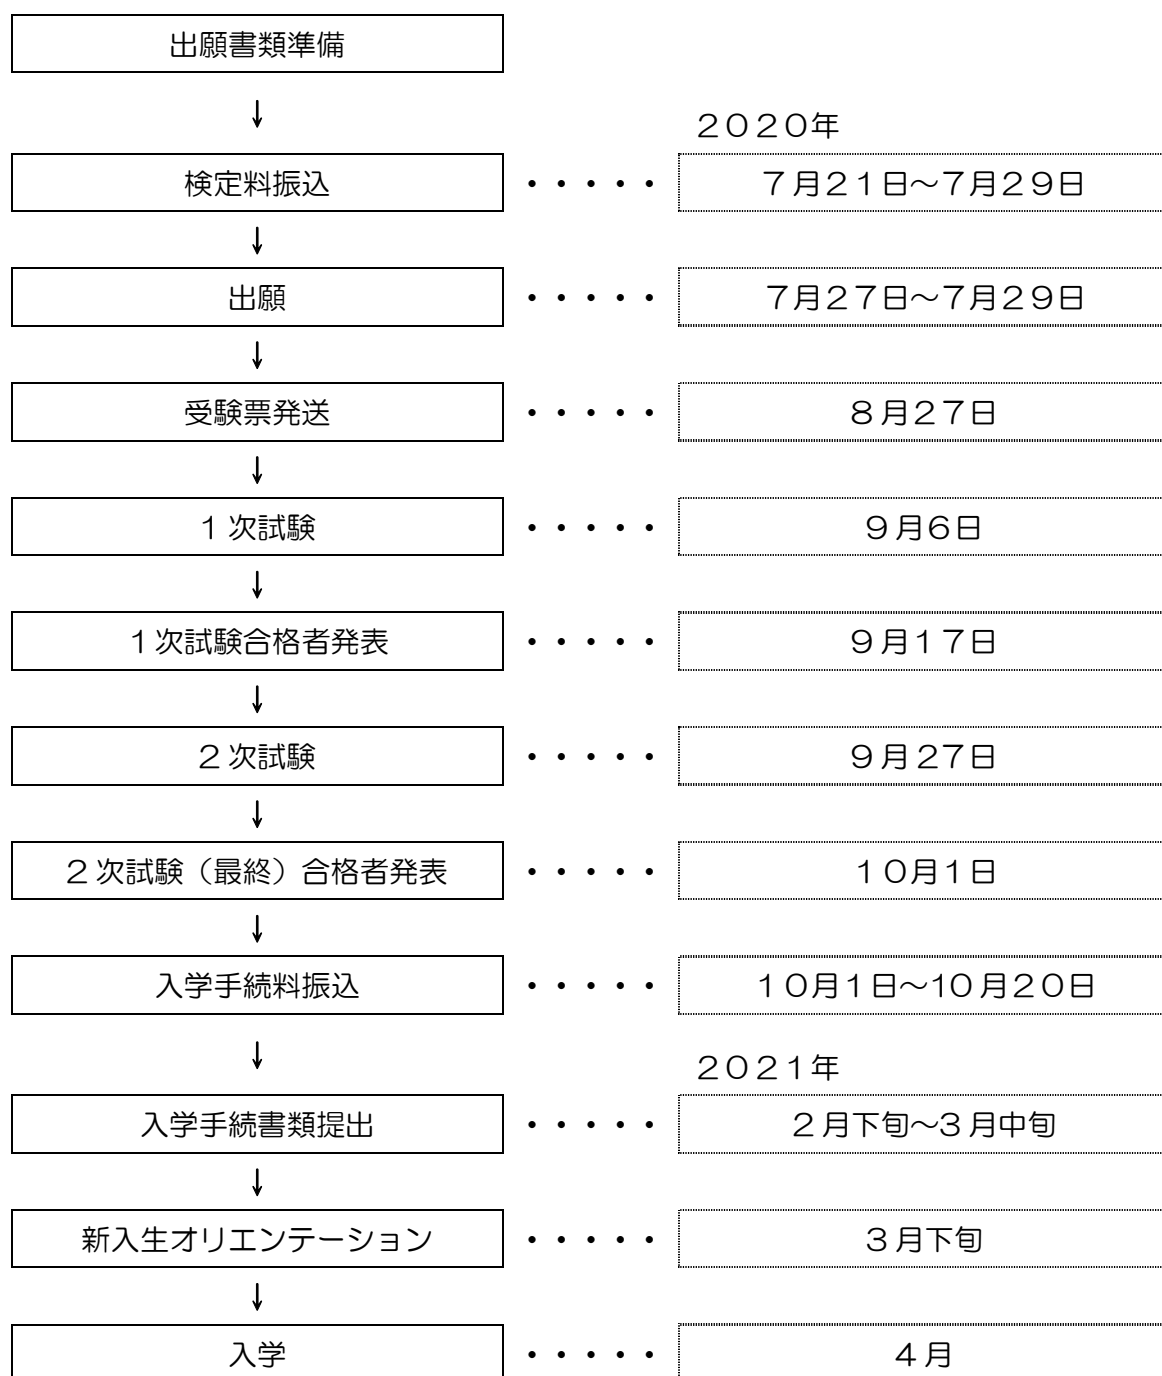 出願書類準備
↓
２０２０年
検定料振込 ・・・・・ ７月２１日～７月２９日
↓
出願 ・・・・・ ７月２７日～７月２９日
↓
受験票発送 ・・・・・ ８月２７日
↓
１次試験 ・・・・・ ９月６日
↓
１次試験合格者発表 ・・・・・ ９月１７日
↓
２次試験 ・・・・・ ９月２７日
↓
２次試験（最終）合格者発表 ・・・・・ １０月１日
↓
入学手続料振込 ・・・・・ １０月１日～10月２０日
↓
２０２１年
入学手続書類提出 ・・・・・ ２月下旬～３月中旬
↓
新入生オリエンテーション ・・・・・ ３月下旬
↓
入学 ・・・・・ ４月